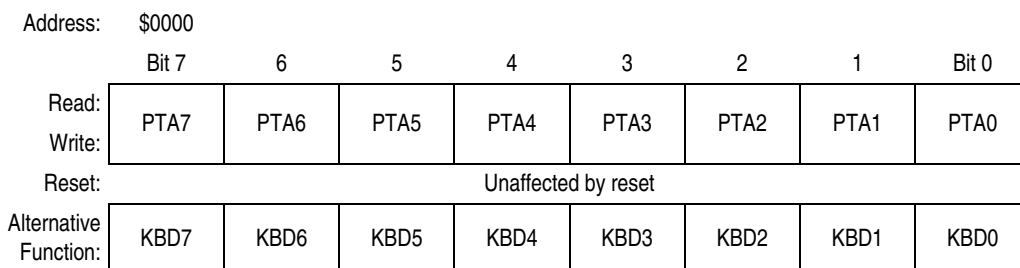 Address: $0000
Bit 7 6 5 4 3 2 1 Bit 0
Read:
Write:
PTA7 PTA6 PTA5 PTA4 PTA3 PTA2 PTA1 PTA0
Reset: Unaffected by reset
Alternative
Function:
KBD7 KBD6 KBD5 KBD4 KBD3 KBD2 KBD1 KBD0